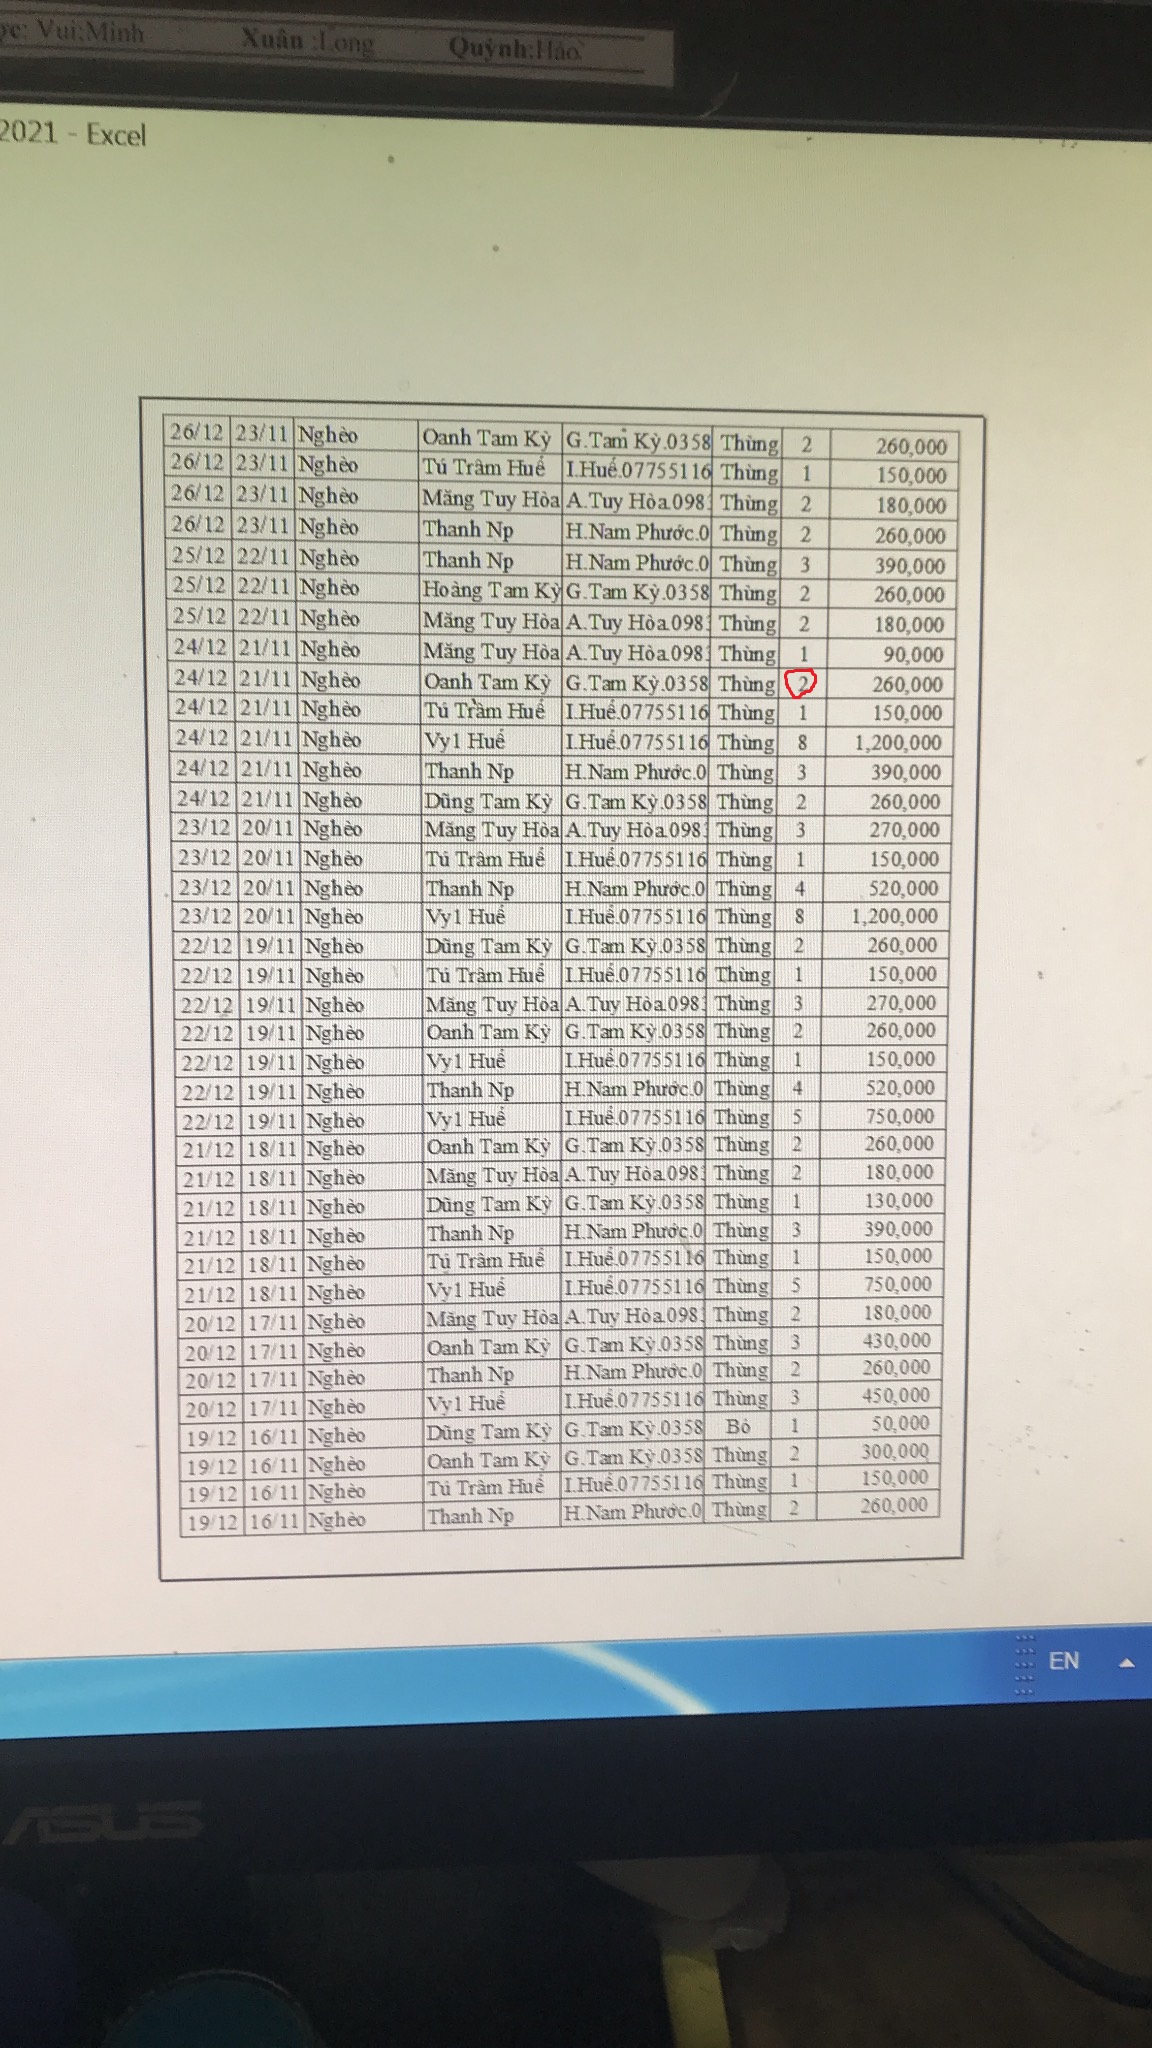 Vui:Minh Xuân :Long Quỳnh:Hảo
2021 - Excel
26/12 23/11 Nghèo Oanh Tam Kỳ G.Tam Kỳ.0358 Thùng 2 260,000
26/12 23/11 Nghèo Tú Trâm Huế I.Huế.07755116 Thùng 1 150,000
26/12 23/11 Nghèo Măng Tuy Hòa A.Tuy Hòa.098 Thùng 2 180,000
26/12 23/11 Nghèo Thanh Np H.Nam Phước.0 Thùng 2 260,000
25/12 22/11 Nghèo Thanh Np H.Nam Phước.0 Thùng 3 390,000
25/12 22/11 Nghèo Hoàng Tam Kỳ G.Tam Kỳ.0358 Thùng 2 260,000
25/12 22/11 Nghèo Măng Tuy Hòa A.Tuy Hòa.098 Thùng 2 180,000
24/12 21/11 Nghèo Măng Tuy Hòa A.Tuy Hòa.098 Thùng 1 90,000
24/12 21/11 Nghèo Oanh Tam Kỳ G.Tam Kỳ.0358 Thùng 2 260,000
24/12 21/11 Nghèo Tú Trâm Huế I.Huế.07755116 Thùng 1 150,000
24/12 21/11 Nghèo Vy1 Huế I.Huế.07755116 Thùng 8 1,200,000
24/12 21/11 Nghèo Thanh Np H.Nam Phước.0 Thùng 3 390,000
24/12 21/11 Nghèo Dũng Tam Kỳ G.Tam Kỳ.0358 Thùng 2 260,000
23/12 20/11 Nghèo Măng Tuy Hòa A.Tuy Hòa.098 Thùng 3 270,000
23/12 20/11 Nghèo Tú Trâm Huế I.Huế.07755116 Thùng 1 150,000
23/12 20/11 Nghèo Thanh Np H.Nam Phước.0 Thùng 4 520,000
23/12 20/11 Nghèo Vy1 Huế I.Huế.07755116 Thùng 8 1,200,000
22/12 19/11 Nghèo Dũng Tam Kỳ G.Tam Kỳ.0358 Thùng 2 260,000
22/12 19/11 Nghèo Tú Trâm Huế I.Huế.07755116 Thùng 1 150,000
22/12 19/11 Nghèo Măng Tuy Hòa A.Tuy Hòa.098 Thùng 3 270,000
22/12 19/11 Nghèo Oanh Tam Kỳ G.Tam Kỳ.0358 Thùng 2 260,000
22/12 19/11 Nghèo Vy1 Huế I.Huế.07755116 Thùng 1 150,000
22/12 19/11 Nghèo Thanh Np H.Nam Phước.0 Thùng 4 520,000
22/12 19/11 Nghèo Vy1 Huế I.Huế.07755116 Thùng 5 750,000
21/12 18/11 Nghèo Oanh Tam Kỳ G.Tam Kỳ.0358 Thùng 2 260,000
21/12 18/11 Nghèo Măng Tuy Hòa A.Tuy Hòa.098 Thùng 2 180,000
21/12 18/11 Nghèo Dũng Tam Kỳ G.Tam Kỳ.0358 Thùng 1 130,000
21/12 18/11 Nghèo Thanh Np H.Nam Phước.0 Thùng 3 390,000
21/12 18/11 Nghèo Tú Trâm Huế I.Huế.07755116 Thùng 1 150,000
21/12 18/11 Nghèo Vy1 Huế I.Huế.07755116 Thùng 5 750,000
20/12 17/11 Nghèo Măng Tuy Hòa A.Tuy Hòa.098 Thùng 2 180,000
20/12 17/11 Nghèo Oanh Tam Kỳ G.Tam Kỳ.0358 Thùng 3 430,000
20/12 17/11 Nghèo Thanh Np H.Nam Phước.0 Thùng 2 260,000
20/12 17/11 Nghèo Vy1 Huế I.Huế.07755116 Thùng 3 450,000
19/12 16/11 Nghèo Dũng Tam Kỳ G.Tam Kỳ.0358 Bó 1 50,000
19/12 16/11 Nghèo Oanh Tam Kỳ G.Tam Kỳ.0358 Thùng 2 300,000
19/12 16/11 Nghèo Tú Trâm Huế I.Huế.07755116 Thùng 1 150,000
19/12 16/11 Nghèo Thanh Np H.Nam Phước.0 Thùng 2 260,000
EN
ASUS